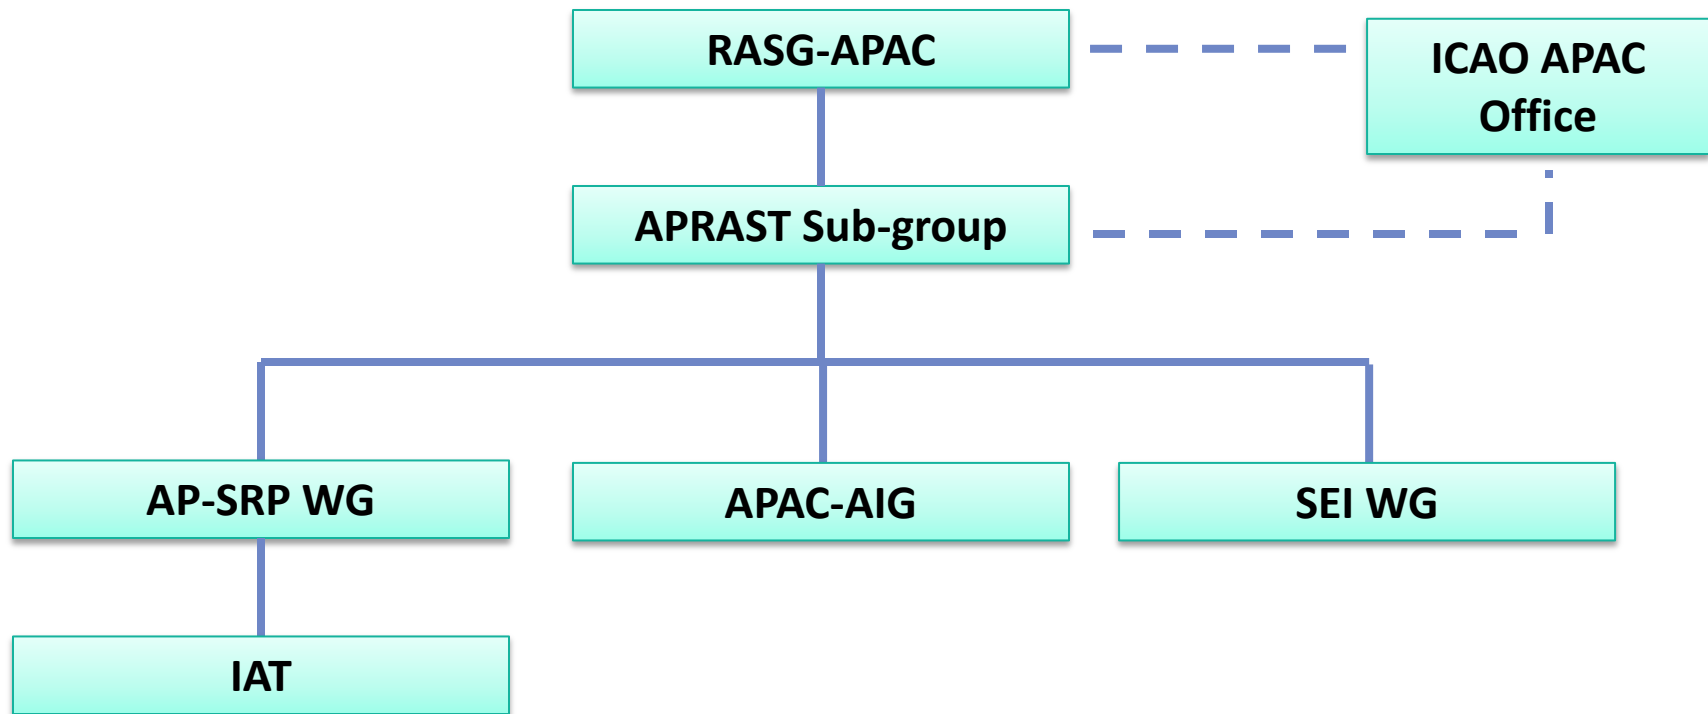 RASG-APAC
ICAO APAC
Office
APRAST Sub-group
AP-SRP WG
APAC-AIG
SEI WG
IAT